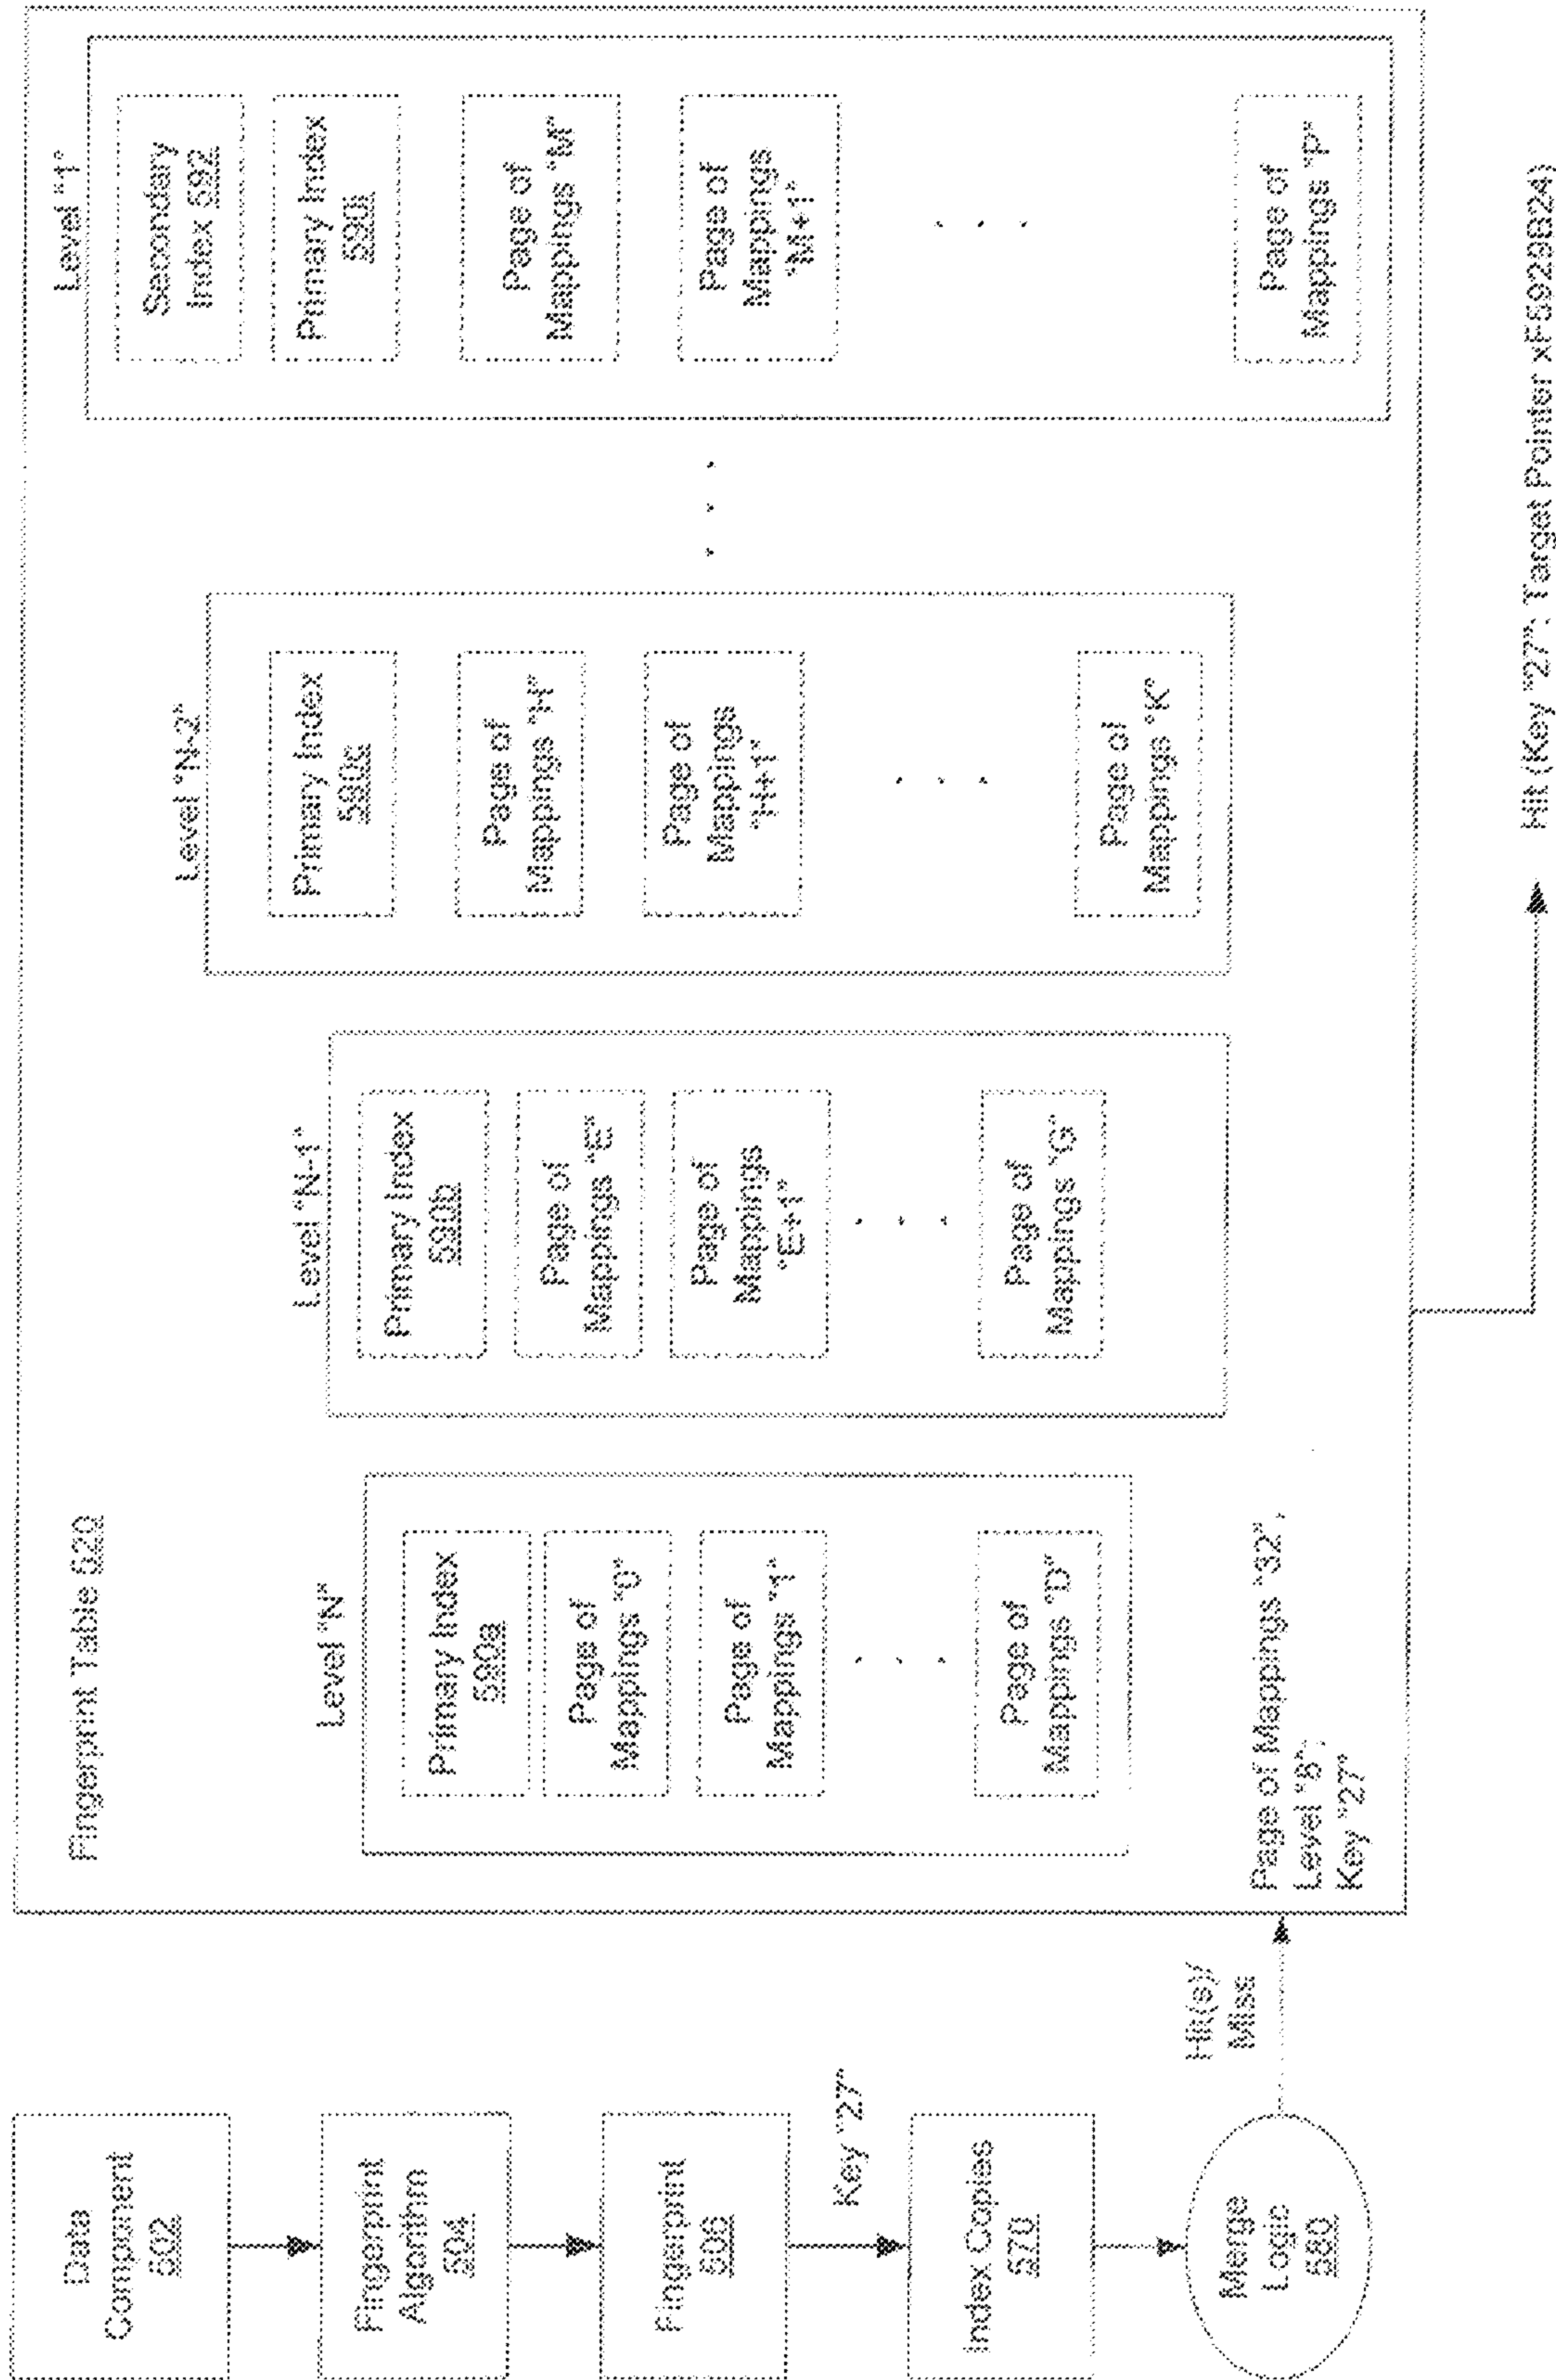 Data
Component
502
Fingerprint
Algorithm
504
Fingerprint
506
Key "27"
Index Copies
570
Merge
Logic
580
Hit(s)/
Miss
Fingerprint Table 520
Level "N"
Primary Index
590a
Page of
Mappings "0"
Page of
Mappings "1"
Page of
Mappings "D"
Level "N-1"
Primary Index
590b
Page of
Mappings "E"
Page of
Mappings
"E+1"
Page of
Mappings "G"
Level "N-2"
Primary Index
590c
Page of
Mappings "H"
Page of
Mappings
"H+1"
Page of
Mappings "K"
Level "1"
Secondary
Index 592
Primary Index
590i
Page of
Mappings "M"
Page of
Mappings
"M+1"
Page of
Mappings "P"
Page of Mappings "32",
Level "8";
Key "27"
Hit (Key "27": Target Pointer xF5929B24)